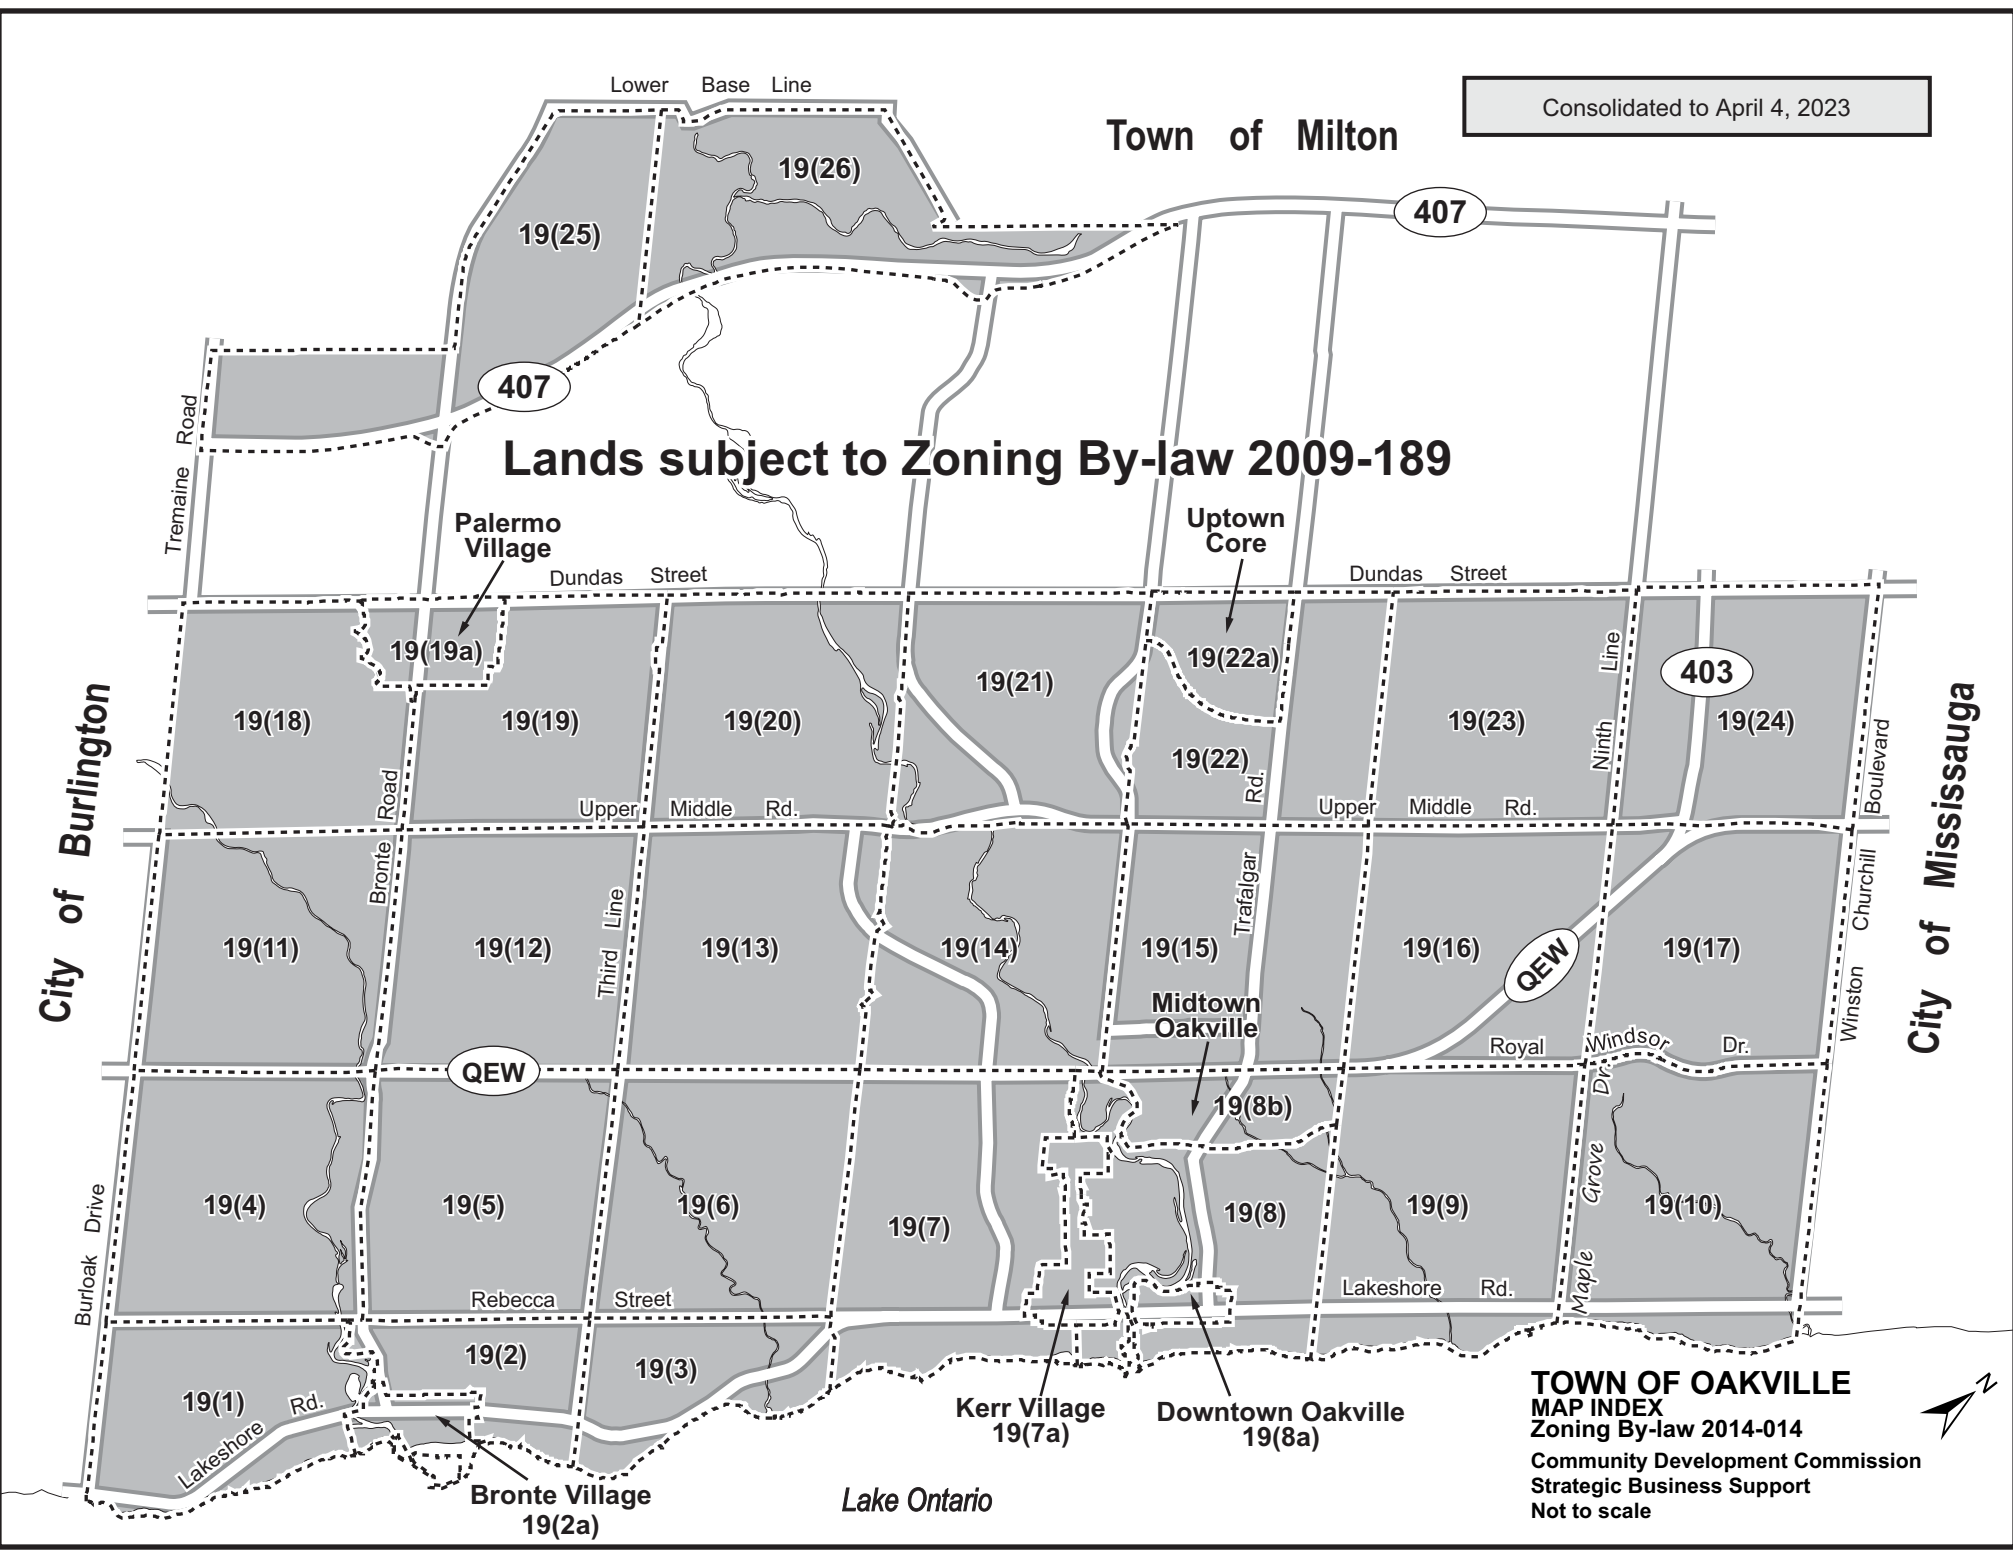 Lower Base Line
Consolidated to April 4, 2023
Town of Milton
19(26)
407
19(25)
407
Tremaine Road
Lands subject to Zoning By-law 2009-189
Palermo
Village
Uptown
Core
Dundas Street
Dundas Street
19(19a)
19(22a)
19(18)
19(19)
19(20)
19(21)
19(22)
19(23)
Ninth Line
403
19(24)
City of Burlington
City of Mississauga
Bronte Road
Upper Middle Rd.
Upper Middle Rd.
Trafalgar Rd.
Winston Churchill Boulevard
19(11)
19(12)
Third Line
19(13)
19(14)
19(15)
19(16)
QEW
19(17)
Midtown
Oakville
QEW
Royal Windsor Dr.
19(8b)
Burloak Drive
19(4)
19(5)
19(6)
19(7)
19(8)
19(9)
Maple Grove Dr.
19(10)
Rebecca Street
Lakeshore Rd.
19(1)
19(2)
19(3)
Lakeshore Rd.
Kerr Village
19(7a)
Downtown Oakville
19(8a)
Bronte Village
19(2a)
Lake Ontario
TOWN OF OAKVILLE
MAP INDEX
Zoning By-law 2014-014
Community Development Commission
Strategic Business Support
Not to scale
N